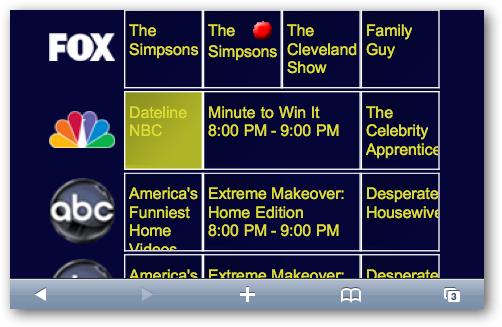 FOX
The
Simpsons
The
Simpsons
The
Cleveland
Show
Family
Guy
Dateline
NBC
Minute to Win It
8:00 PM - 9:00 PM
The
Celebrity
Apprentice
abc
America's
Funniest
Home
Videos
Extreme Makeover:
Home Edition
8:00 PM - 9:00 PM
Desperate
Housewive
America's
Extreme Makeover:
Desperate
3